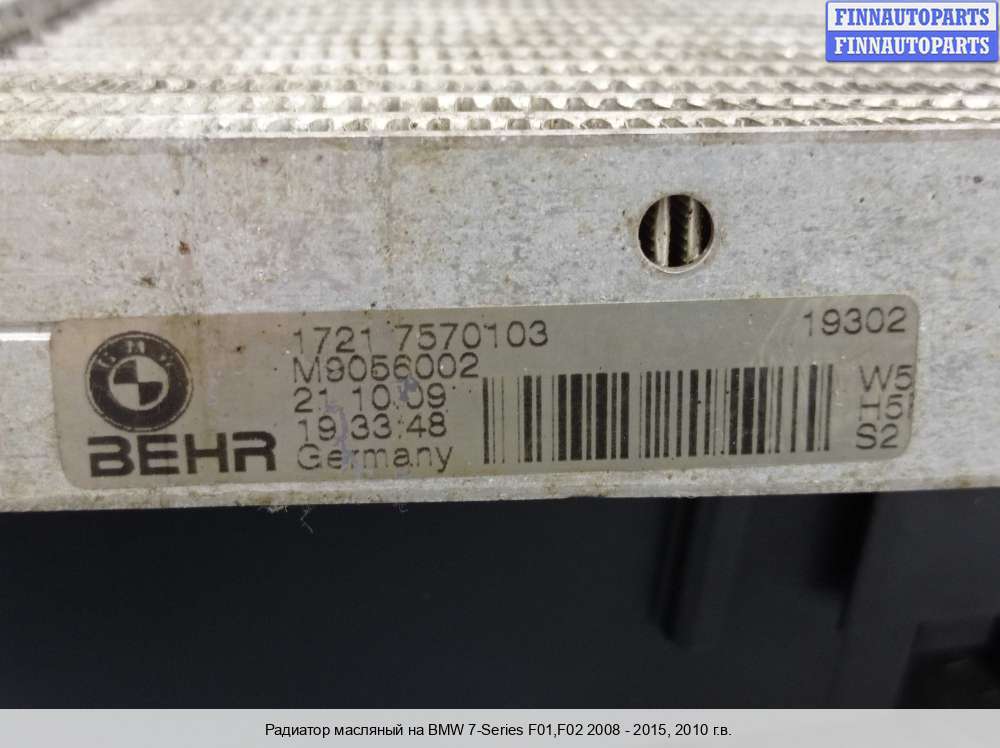 FINNAUTOPARTS
FINNAUTOPARTS
1721 7570103
19302
M9056002
21.10.09
19:33:48
Germany
BMW
BEHR
W5
H5
S2
Радиатор масляный на BMW 7-Series F01,F02 2008 - 2015, 2010 г.в.